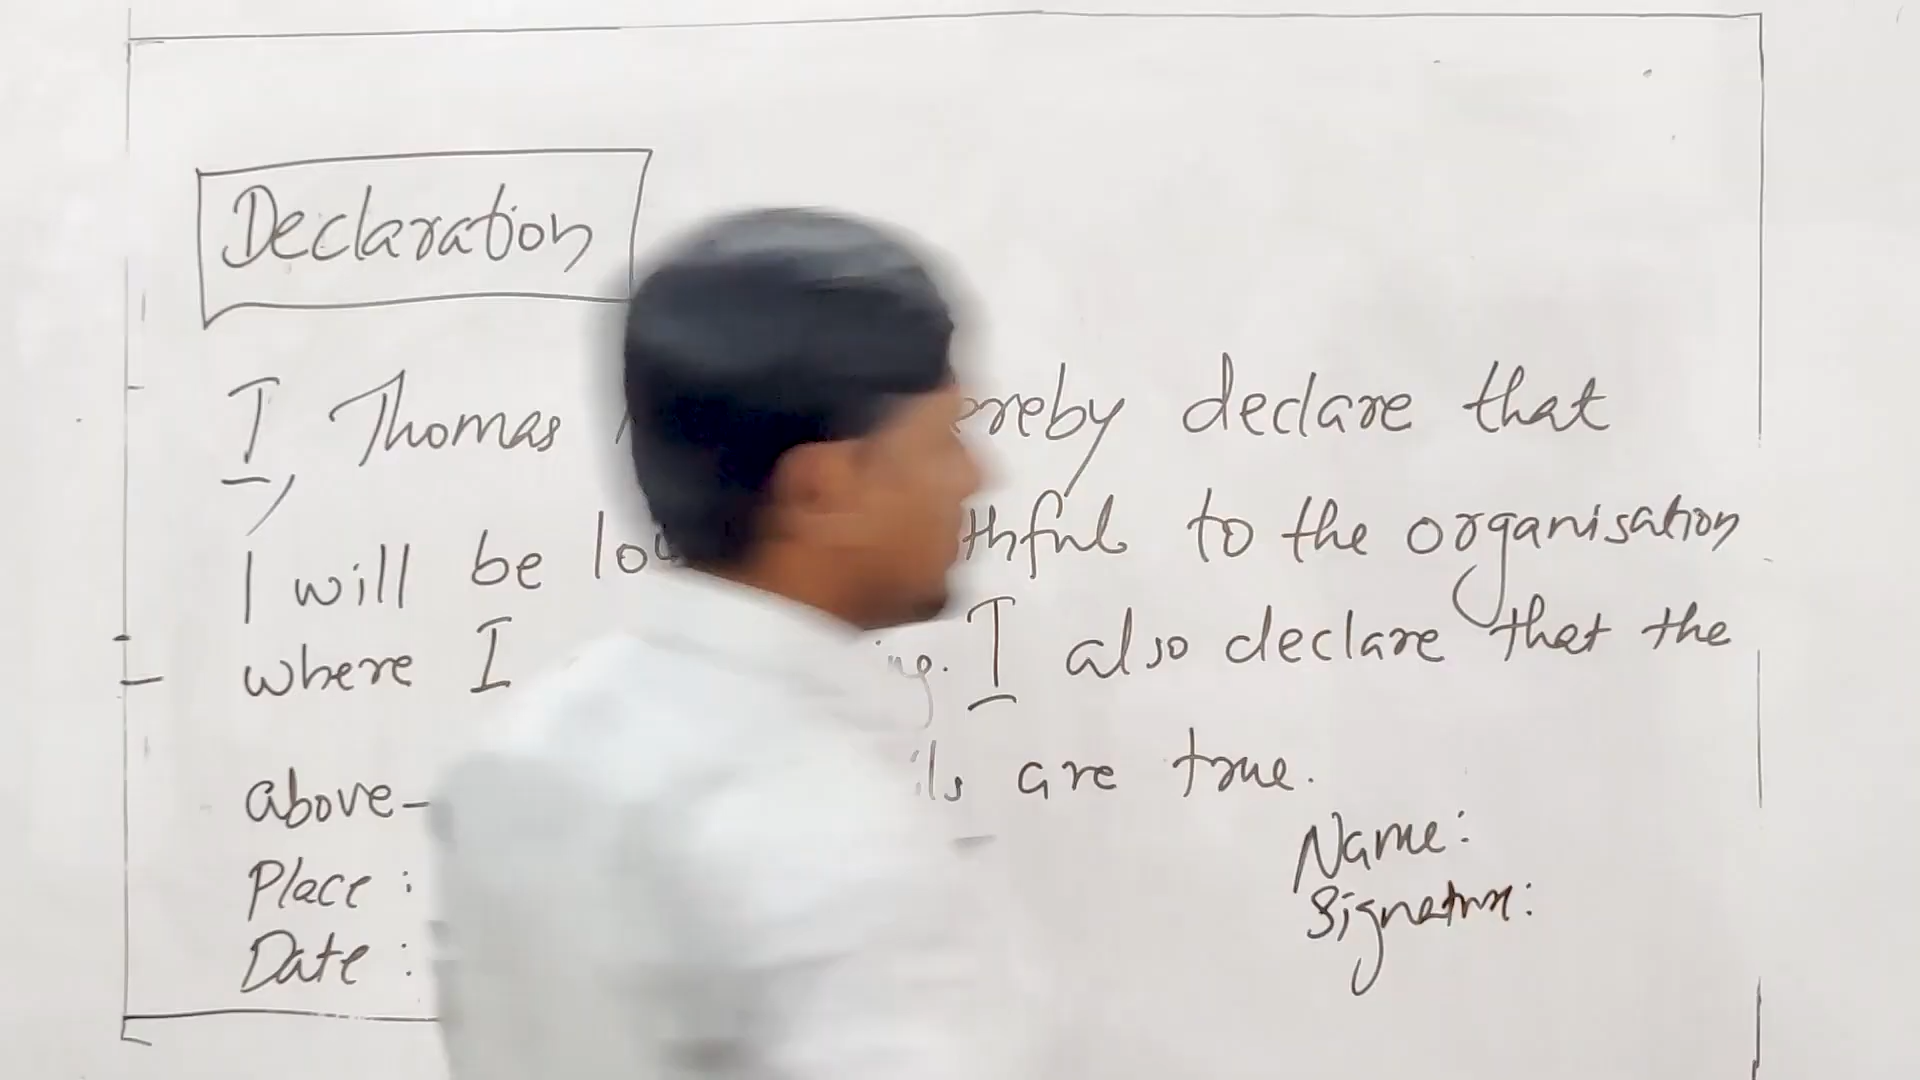 Declaration
I, Thomas declare that
I will be to the organisation
where I I also declare that the
above- are true.
Name:
Place :
Signature:
Date :